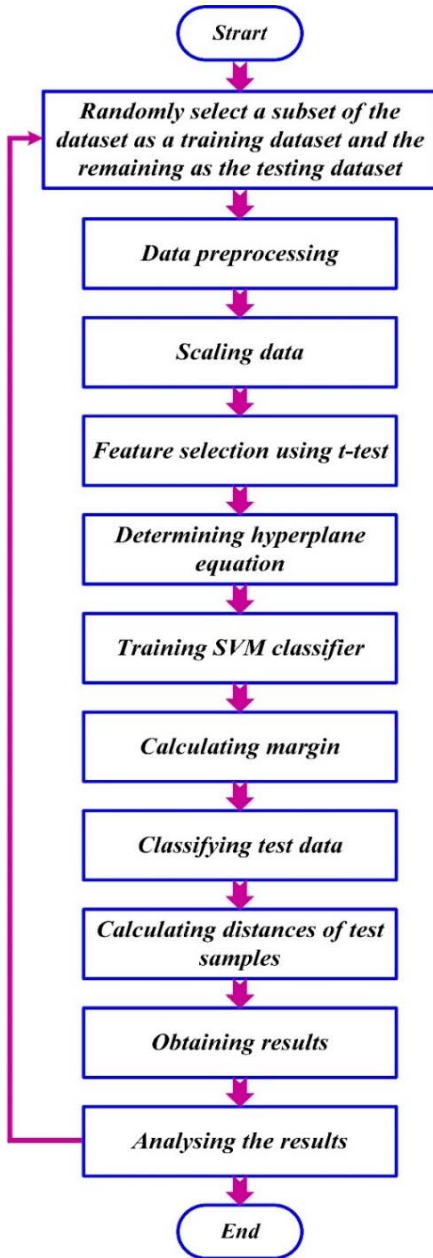 Strart
Randomly select a subset of the
dataset as a training dataset and the
remaining as the testing dataset
Data preprocessing
Scaling data
Feature selection using t-test
Determining hyperplane
equation
Training SVM classifier
Calculating margin
Classifying test data
Calculating distances of test
samples
Obtaining results
Analysing the results
End